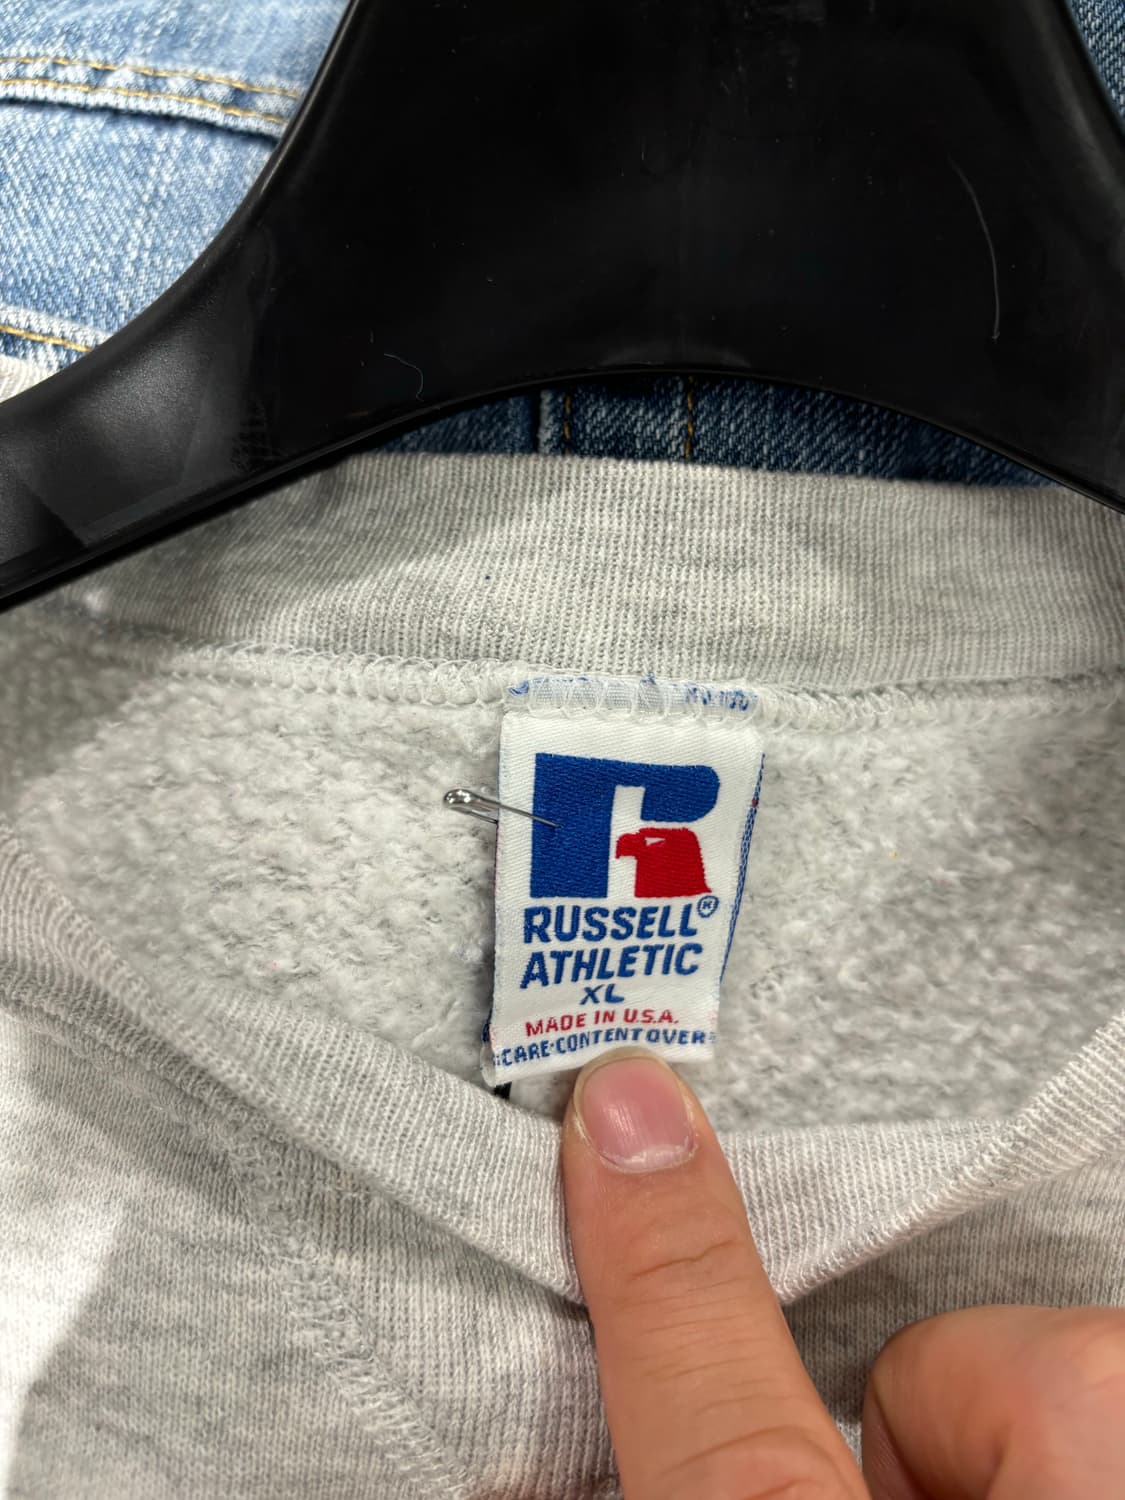 RUSSELL®
ATHLETIC
XL
MADE IN U.S.A.
CARE·CONTENT OVER